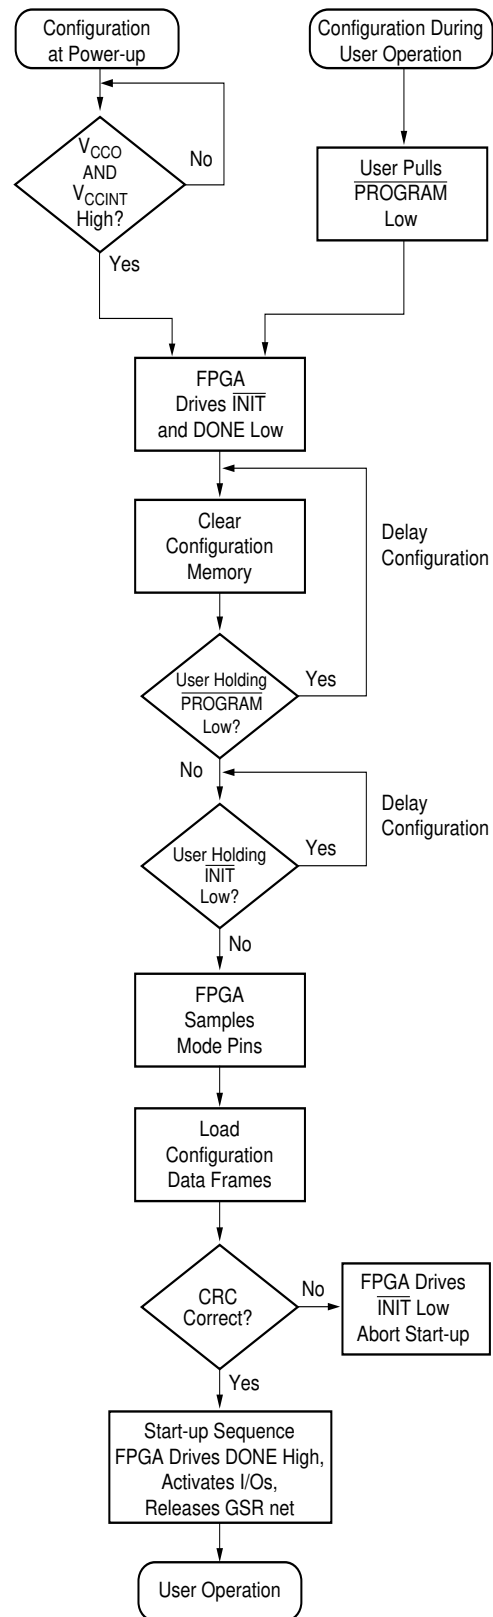 Configuration
at Power-up
Configuration During
User Operation
VCCO
AND
VCCINT
High?
No
Yes
User Pulls
PROGRAM
Low
FPGA
Drives INIT
and DONE Low
Clear
Configuration
Memory
Delay
Configuration
User Holding
PROGRAM
Low?
Yes
No
Delay
Configuration
User Holding
INIT
Low?
Yes
No
FPGA
Samples
Mode Pins
Load
Configuration
Data Frames
CRC
Correct?
No
FPGA Drives
INIT Low
Abort Start-up
Yes
Start-up Sequence
FPGA Drives DONE High,
Activates I/Os,
Releases GSR net
User Operation